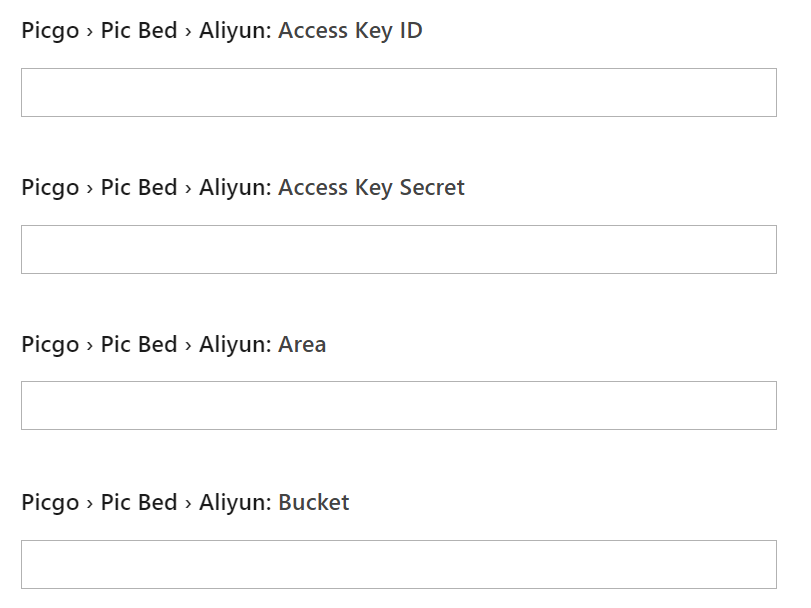 Picgo › Pic Bed › Aliyun: Access Key ID
Picgo › Pic Bed › Aliyun: Access Key Secret
Picgo › Pic Bed › Aliyun: Area
Picgo › Pic Bed › Aliyun: Bucket